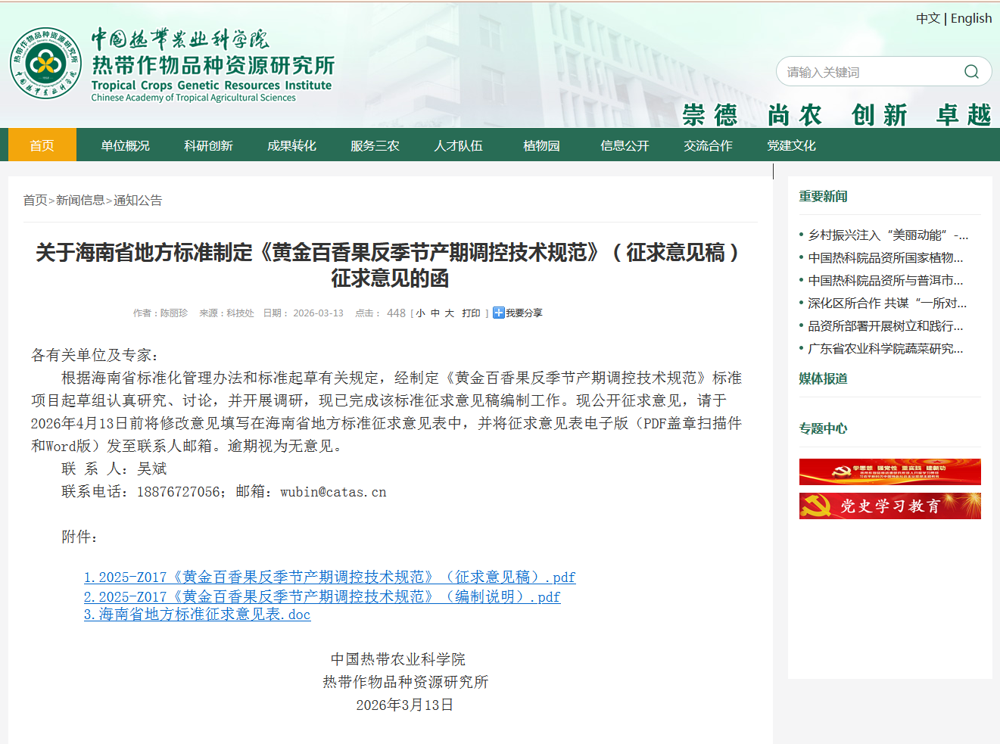 中文 | English
中国热带农业科学院
热带作物品种资源研究所
Tropical Crops Genetic Resources Institute
Chinese Academy of Tropical Agricultural Sciences
请输入关键词
崇德 尚农 创新 卓越
首页 单位概况 科研创新 成果转化 服务三农 人才队伍 植物园 信息公开 交流合作 党建文化
首页>新闻信息>通知公告
关于海南省地方标准制定《黄金百香果反季节产期调控技术规范》（征求意见稿）
征求意见的函
作者：陈丽珍 来源：科技处 日期： 2026-03-13 点击： 448 [ 小 中 大 打印 ] 我要分享
各有关单位及专家：
根据海南省标准化管理办法和标准起草有关规定，经制定《黄金百香果反季节产期调控技术规范》标准
项目起草组认真研究、讨论，并开展调研，现已完成该标准征求意见稿编制工作。现公开征求意见，请于
2026年4月13日前将修改意见填写在海南省地方标准征求意见表中，并将征求意见表电子版（PDF盖章扫描件
和Word版）发至联系人邮箱。逾期视为无意见。
联 系 人：吴斌
联系电话：18876727056；邮箱：wubin@catas.cn
附件：
1.2025-Z017《黄金百香果反季节产期调控技术规范》（征求意见稿）.pdf
2.2025-Z017《黄金百香果反季节产期调控技术规范》（编制说明）.pdf
3.海南省地方标准征求意见表.doc
中国热带农业科学院
热带作物品种资源研究所
2026年3月13日
重要新闻
• 乡村振兴注入“美丽动能” -...
• 中国热科院品资所国家植物...
• 中国热科院品资所与普洱市...
• 深化区所合作 共谋“一所对...
• 品资所部署开展树立和践行...
• 广东省农业科学院蔬菜研究...
媒体报道
专题中心
学思想 强党性 重实践 建新功
党史学习教育